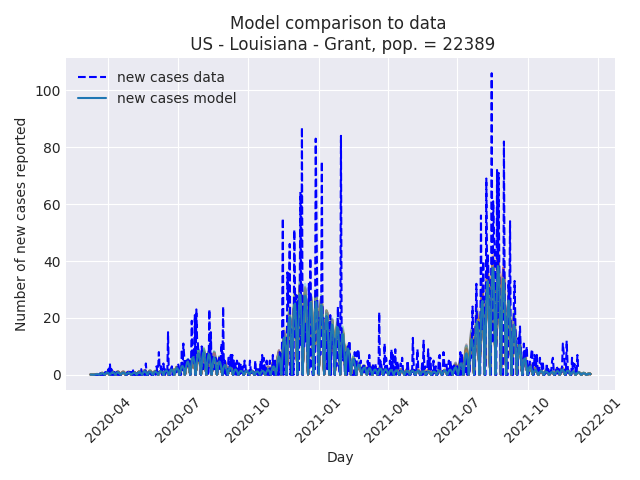 Model comparison to data
US - Louisiana - Grant, pop. = 22389
new cases data
new cases model
Number of new cases reported
100
80
60
40
20
0
2020-04
2020-07
2020-10
2021-01
2021-04
2021-07
2021-10
2022-01
Day